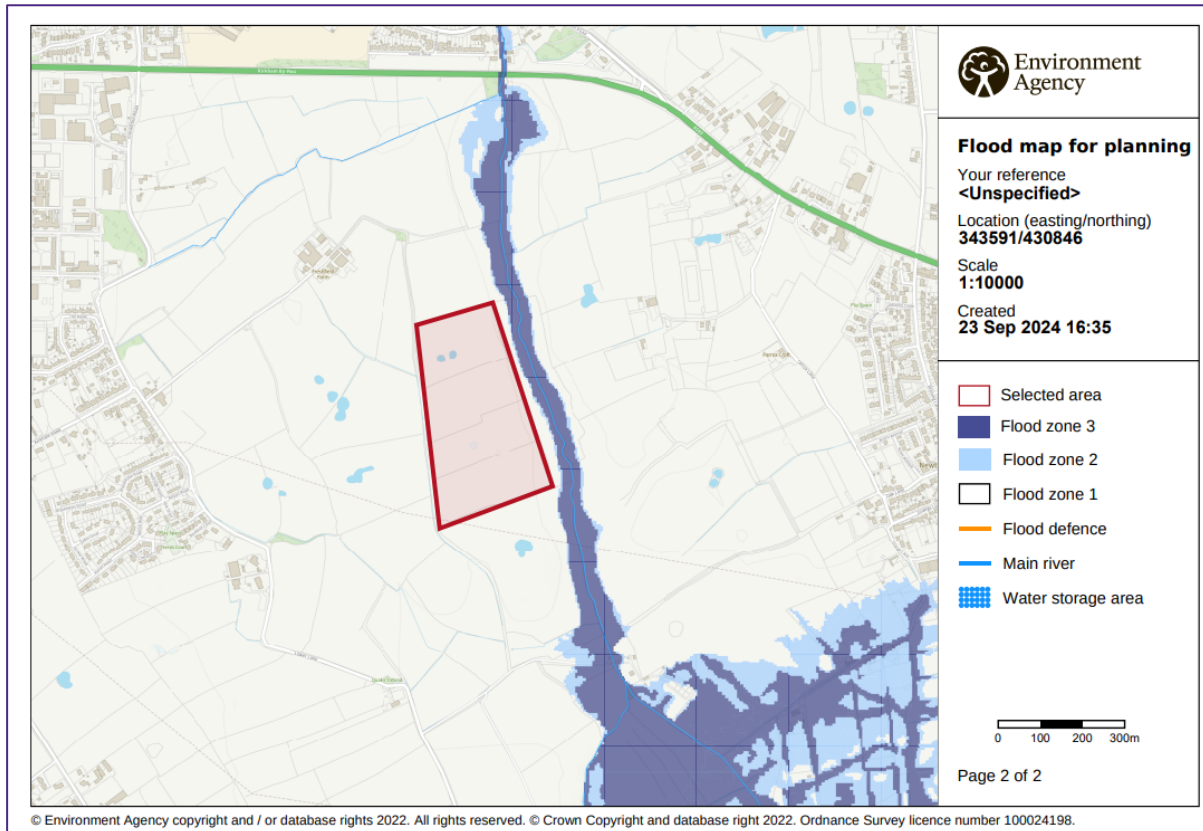 Kirkham By-Pass
Environment
Agency
Flood map for planning
Your reference
<Unspecified>
Location (easting/northing)
343591/430846
Scale
1:10000
Created
23 Sep 2024 16:35
Selected area
Flood zone 3
Flood zone 2
Flood zone 1
Flood defence
Main river
Water storage area
0 100 200 300m
Page 2 of 2
© Environment Agency copyright and / or database rights 2022. All rights reserved. © Crown Copyright and database right 2022. Ordnance Survey licence number 100024198.